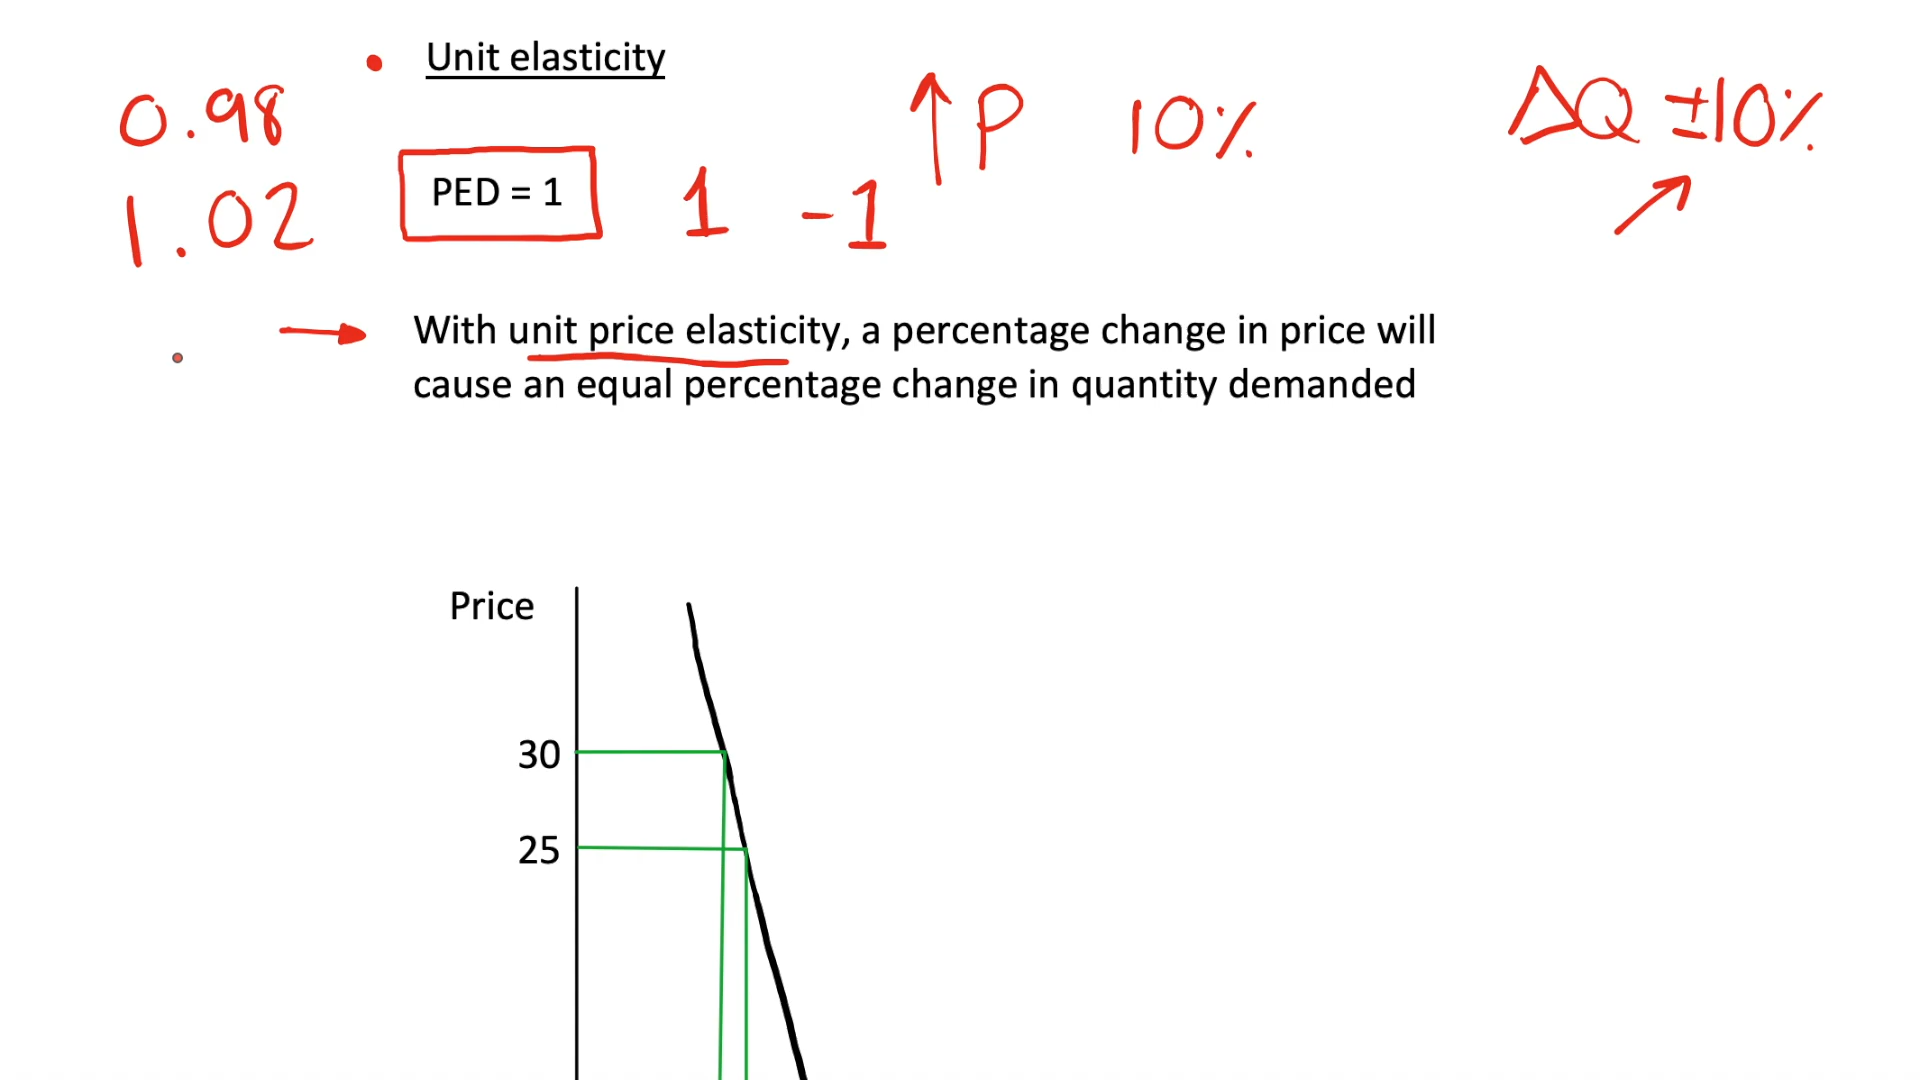 Unit elasticity
0.98
↑ P 10% ΔQ ±10%
1.02
PED = 1 1 -1
With unit price elasticity, a percentage change in price will
cause an equal percentage change in quantity demanded
Price
30
25